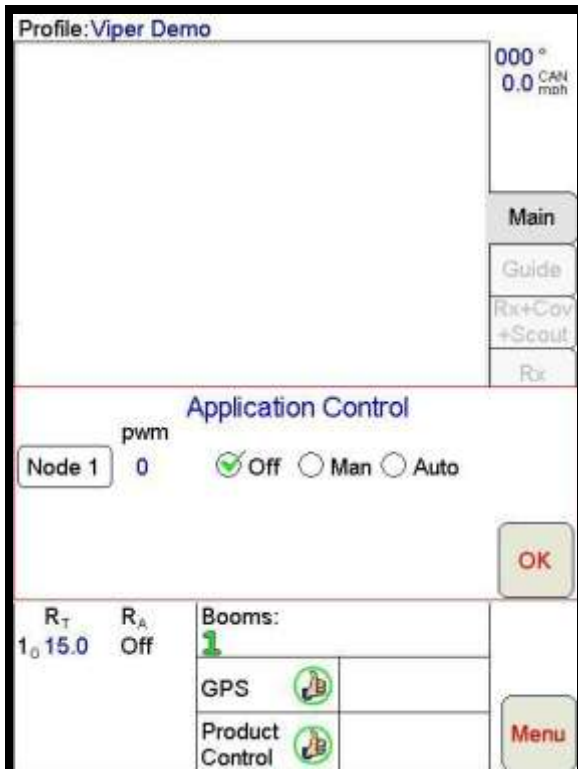 Profile: Viper Demo
000 °
0.0 CAN mph
Main
Guide
Rx+Cov
+Scout
Rx
Application Control
pwm
Node 1 0 Off Man Auto
OK
RT RA
10 15.0 Off
Booms:
1
GPS
Product
Control
Menu